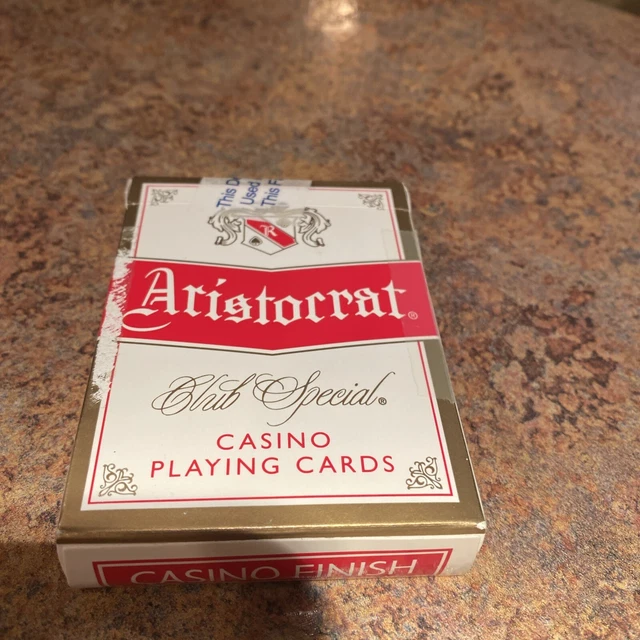 This D
Used
This F
R
Aristocrat®
Club Special®
CASINO
PLAYING CARDS
CASINO FINISH